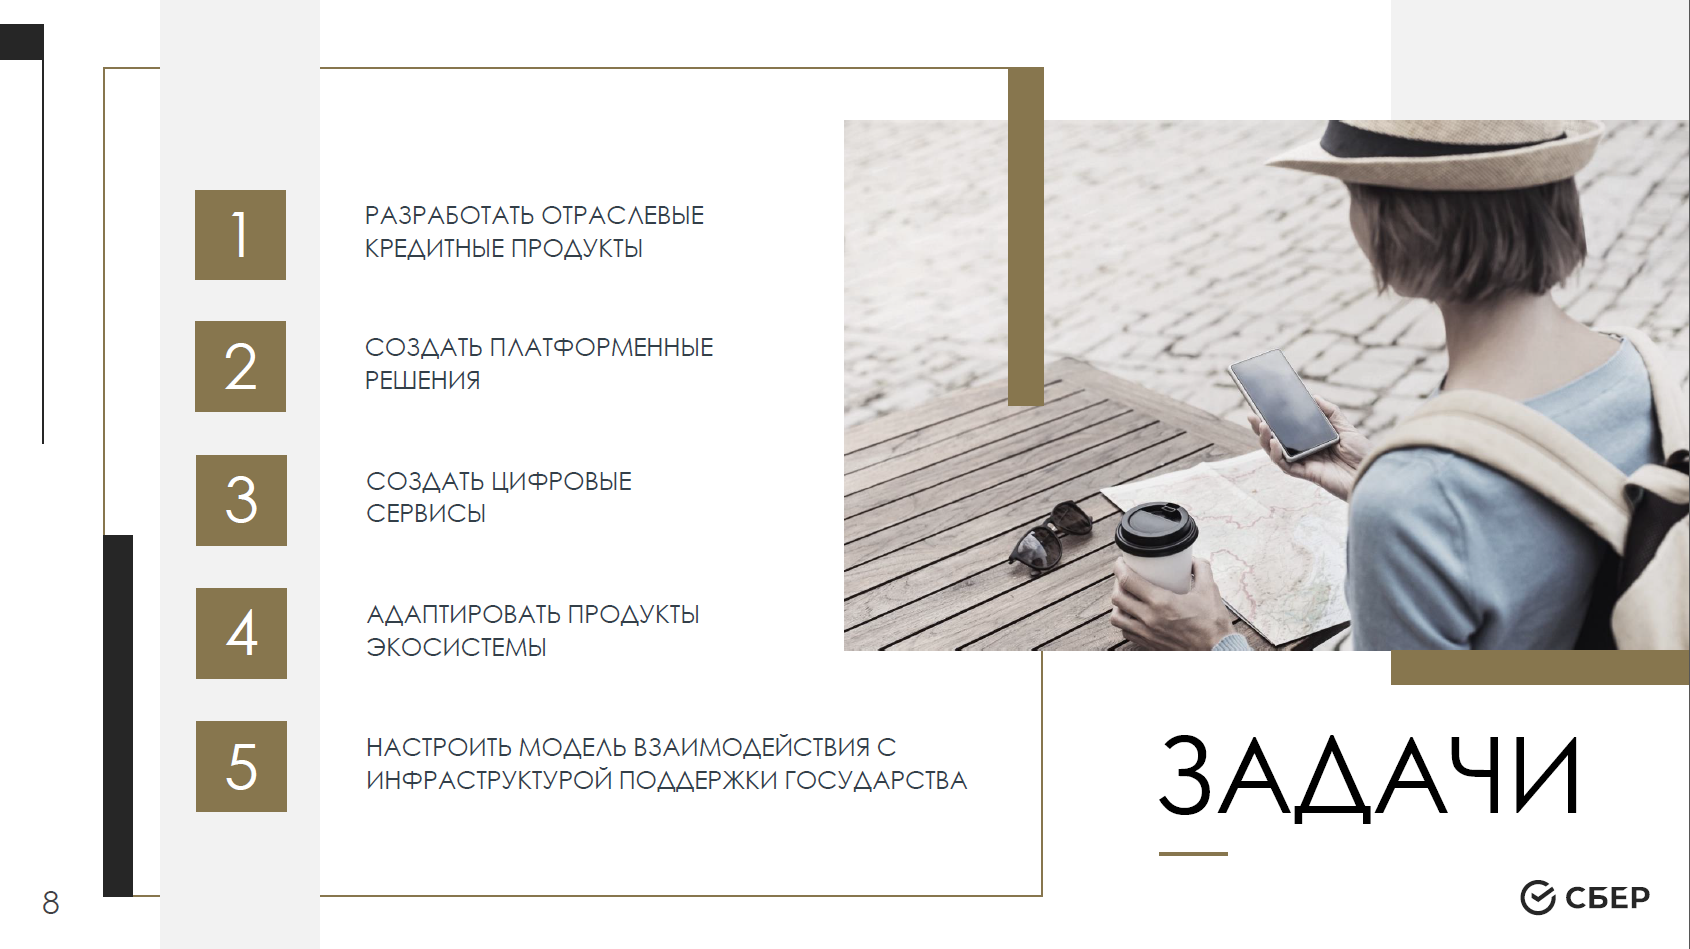 1
РАЗРАБОТАТЬ ОТРАСЛЕВЫЕ
КРЕДИТНЫЕ ПРОДУКТЫ
2
СОЗДАТЬ ПЛАТФОРМЕННЫЕ
РЕШЕНИЯ
3
СОЗДАТЬ ЦИФРОВЫЕ
СЕРВИСЫ
4
АДАПТИРОВАТЬ ПРОДУКТЫ
ЭКОСИСТЕМЫ
5
НАСТРОИТЬ МОДЕЛЬ ВЗАИМОДЕЙСТВИЯ С
ИНФРАСТРУКТУРОЙ ПОДДЕРЖКИ ГОСУДАРСТВА
ЗАДАЧИ
СБЕР
8